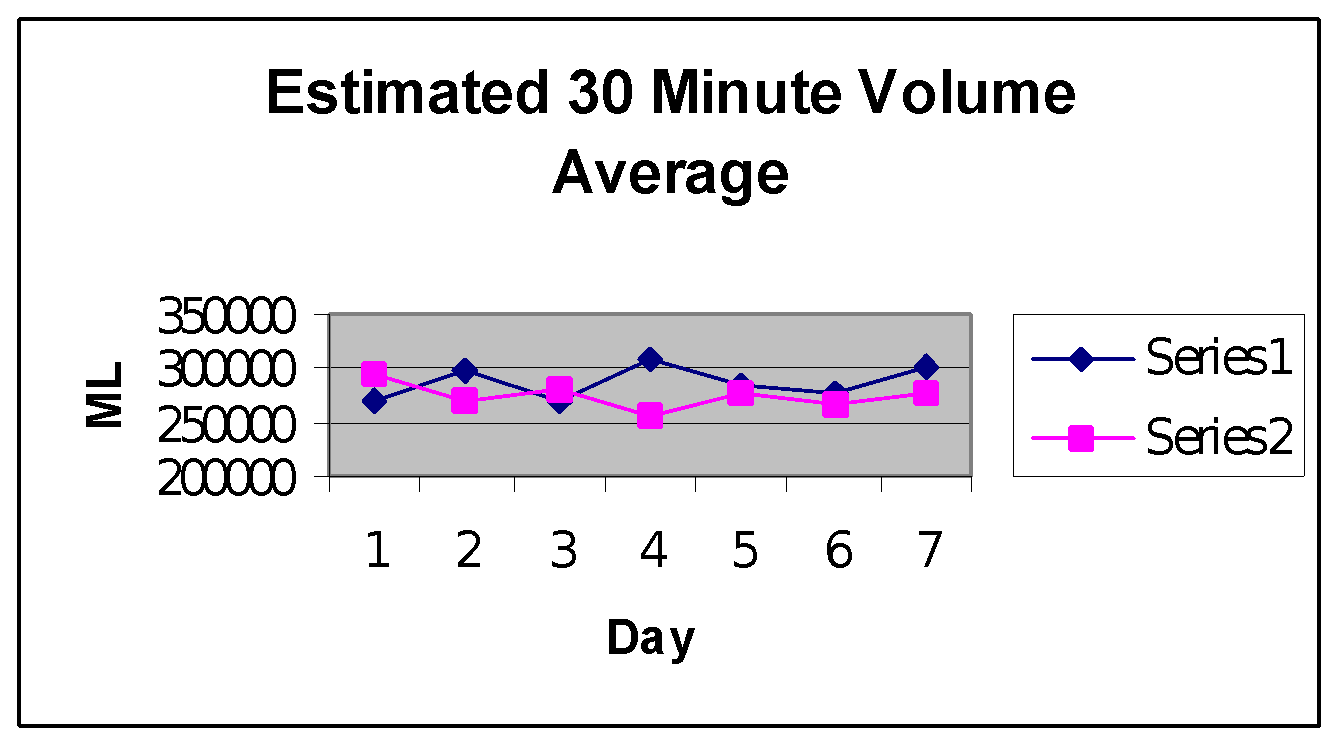 Estimated 30 Minute Volume
Average
350000
300000
250000
200000
ML
1 2 3 4 5 6 7
Day
Series1
Series2